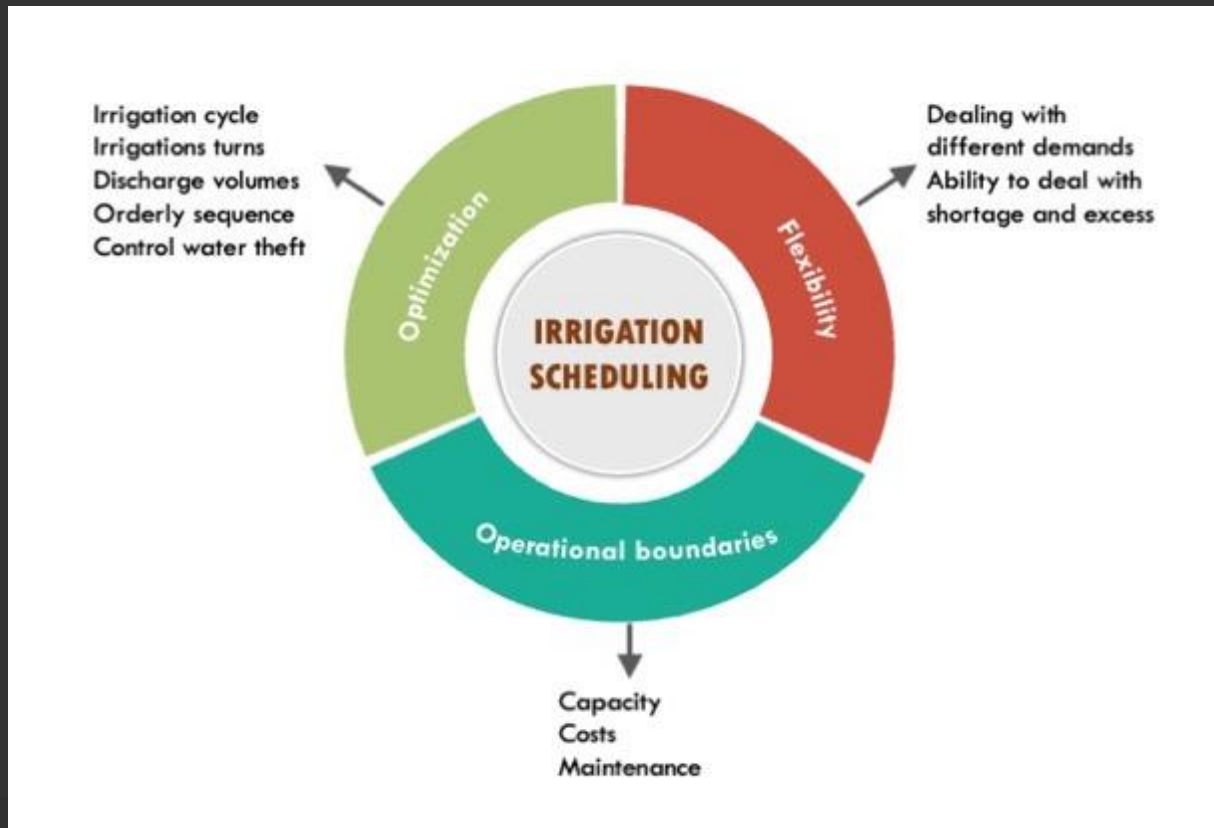 Irrigation cycle
Irrigations turns
Discharge volumes
Orderly sequence
Control water theft
Optimization
Flexibility
Dealing with
different demands
Ability to deal with
shortage and excess
IRRIGATION
SCHEDULING
Operational boundaries
Capacity
Costs
Maintenance